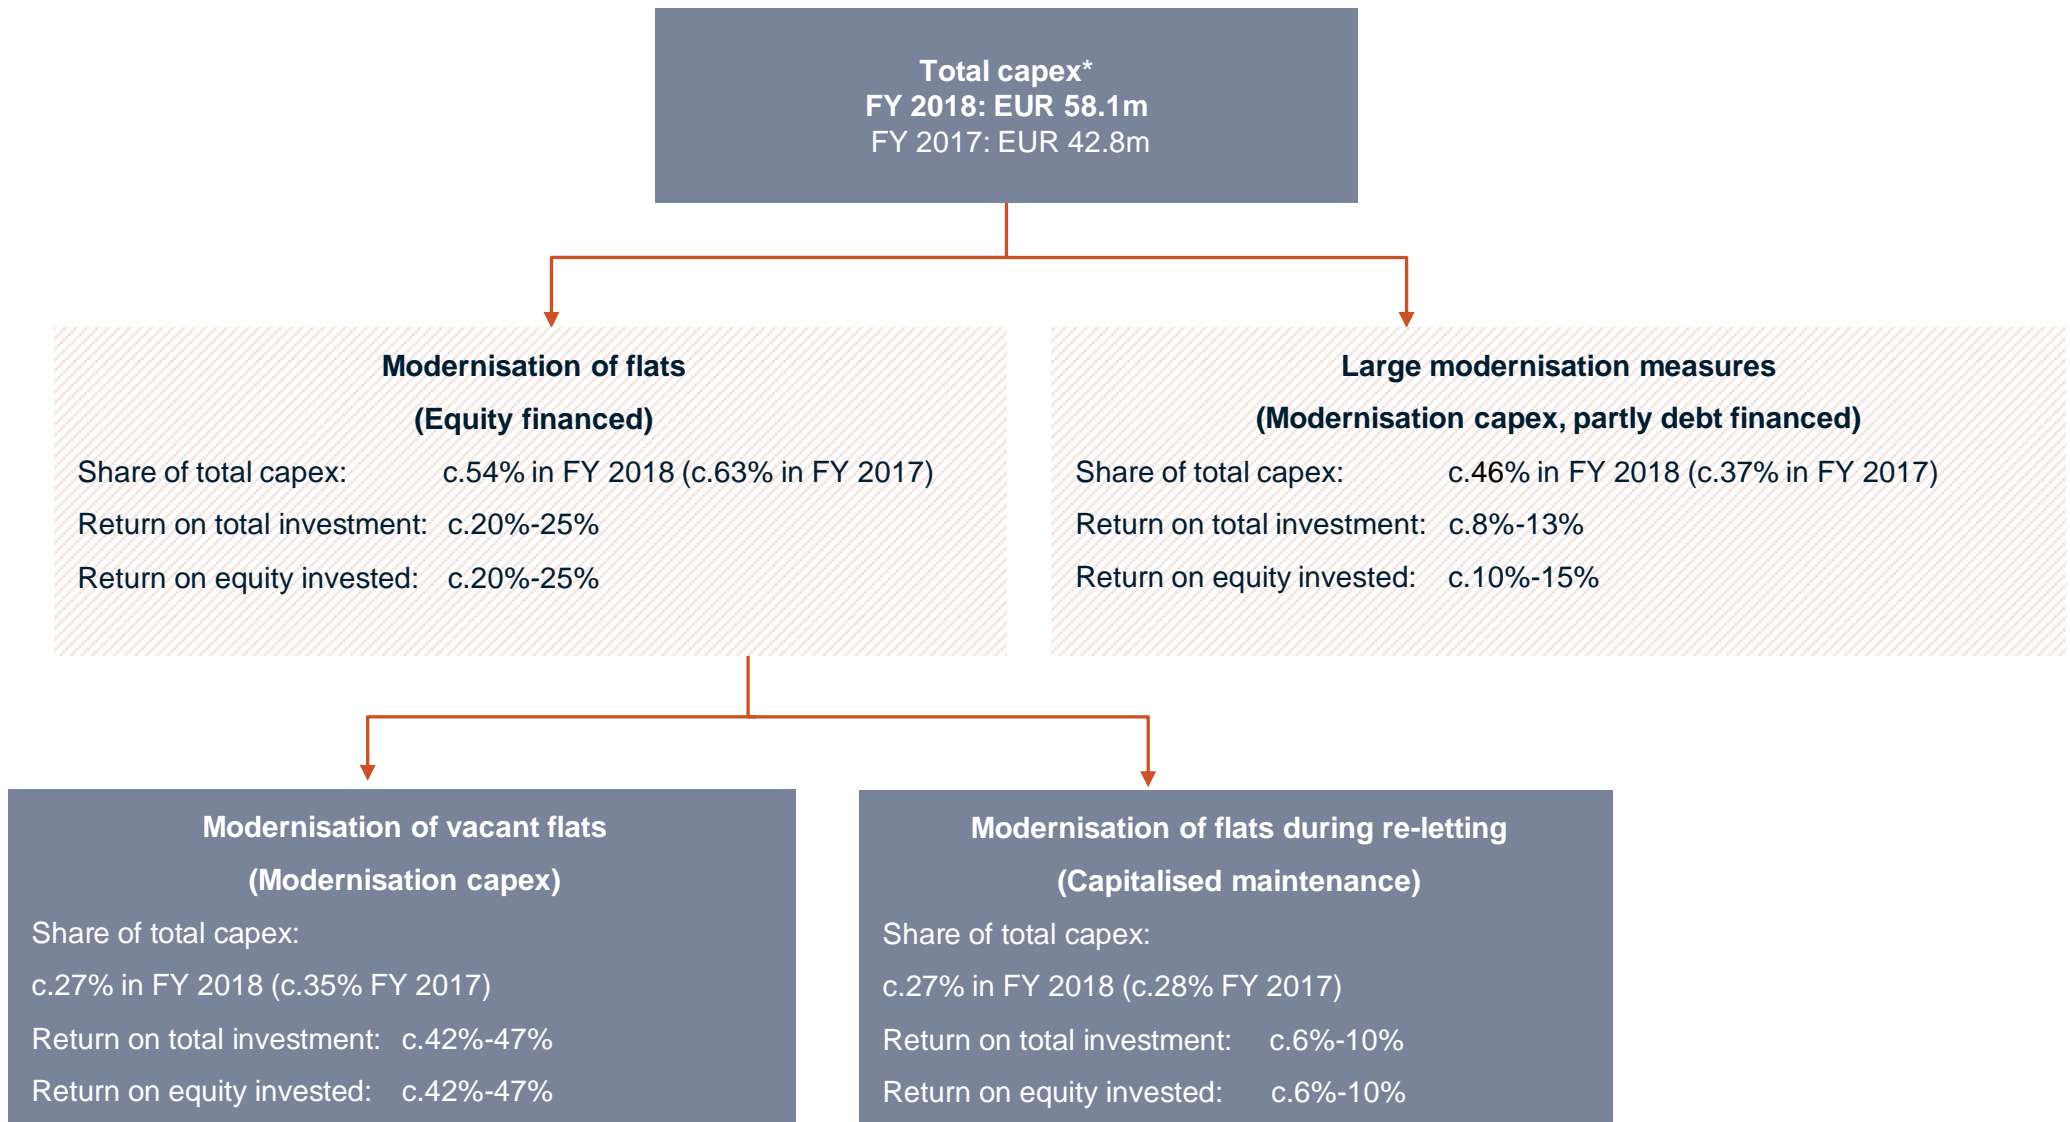 Total capex*
FY 2018: EUR 58.1m
FY 2017: EUR 42.8m
Modernisation of flats
(Equity financed)
Share of total capex: c.54% in FY 2018 (c.63% in FY 2017)
Return on total investment: c.20%-25%
Return on equity invested: c.20%-25%
Large modernisation measures
(Modernisation capex, partly debt financed)
Share of total capex: c.46% in FY 2018 (c.37% in FY 2017)
Return on total investment: c.8%-13%
Return on equity invested: c.10%-15%
Modernisation of vacant flats
(Modernisation capex)
Share of total capex:
c.27% in FY 2018 (c.35% FY 2017)
Return on total investment: c.42%-47%
Return on equity invested: c.42%-47%
Modernisation of flats during re-letting
(Capitalised maintenance)
Share of total capex:
c.27% in FY 2018 (c.28% FY 2017)
Return on total investment: c.6%-10%
Return on equity invested: c.6%-10%